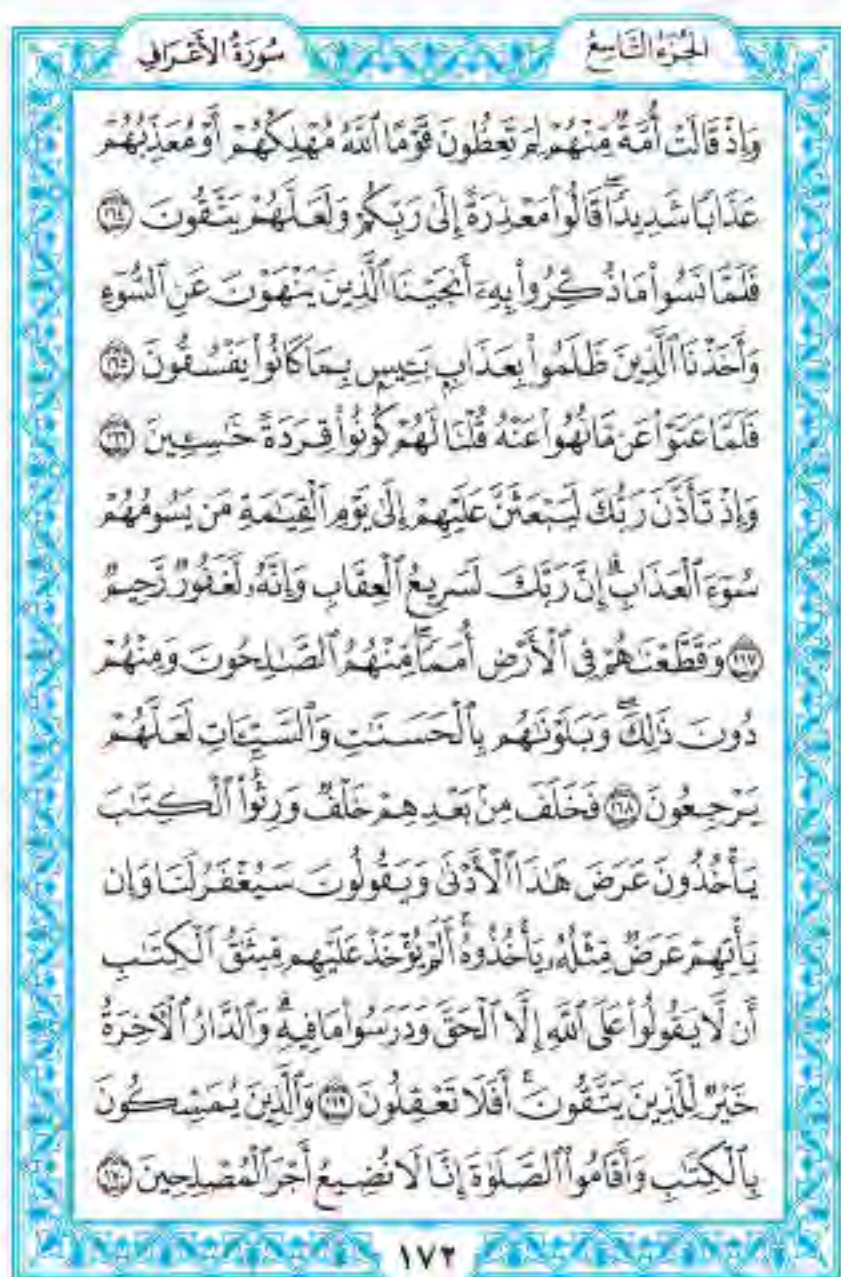 الجُزْءُ التَّاسِعُ
سُورَةُ الأَعْرَافِ
وَإِذْ قَالَتْ أُمَّةٌ مِّنْهُمْ لِمَ تَعِظُونَ قَوْمًا ٱللَّهُ مُهْلِكُهُمْ أَوْ مُعَذِّبُهُمْ
عَذَابًا شَدِيدًا ۖ قَالُوا۟ مَعْذِرَةً إِلَىٰ رَبِّكُمْ وَلَعَلَّهُمْ يَتَّقُونَ ١٦٤
فَلَمَّا نَسُوا۟ مَا ذُكِّرُوا۟ بِهِۦٓ أَنجَيْنَا ٱلَّذِينَ يَنْهَوْنَ عَنِ ٱلسُّوٓءِ
وَأَخَذْنَا ٱلَّذِينَ ظَلَمُوا۟ بِعَذَابٍۭ بَـِٔيسٍۭ بِمَا كَانُوا۟ يَفْسُقُونَ ١٦٥
فَلَمَّا عَتَوْا۟ عَن مَّا نُهُوا۟ عَنْهُ قُلْنَا لَهُمْ كُونُوا۟ قِرَدَةً خَـٰسِـِٔينَ ١٦٦
وَإِذْ تَأَذَّنَ رَبُّكَ لَيَبْعَثَنَّ عَلَيْهِمْ إِلَىٰ يَوْمِ ٱلْقِيَـٰمَةِ مَن يَسُومُهُمْ
سُوٓءَ ٱلْعَذَابِ ۗ إِنَّ رَبَّكَ لَسَرِيعُ ٱلْعِقَابِ ۖ وَإِنَّهُۥ لَغَفُورٌ رَّحِيمٌ
١٦٧ وَقَطَّعْنَـٰهُمْ فِى ٱلْأَرْضِ أُمَمًا ۖ مِّنْهُمُ ٱلصَّـٰلِحُونَ وَمِنْهُمْ
دُونَ ذَٰلِكَ ۖ وَبَلَوْنَـٰهُم بِٱلْحَسَنَـٰتِ وَٱلسَّيِّـَٔاتِ لَعَلَّهُمْ
يَرْجِعُونَ ١٦٨ فَخَلَفَ مِنۢ بَعْدِهِمْ خَلْفٌ وَرِثُوا۟ ٱلْكِتَـٰبَ
يَأْخُذُونَ عَرَضَ هَـٰذَا ٱلْأَدْنَىٰ وَيَقُولُونَ سَيُغْفَرُ لَنَا وَإِن
يَأْتِهِمْ عَرَضٌ مِّثْلُهُۥ يَأْخُذُوهُ ۚ أَلَمْ يُؤْخَذْ عَلَيْهِم مِّيثَـٰقُ ٱلْكِتَـٰبِ
أَن لَّا يَقُولُوا۟ عَلَى ٱللَّهِ إِلَّا ٱلْحَقَّ وَدَرَسُوا۟ مَا فِيهِ ۗ وَٱلدَّارُ ٱلْـَٔاخِرَةُ
خَيْرٌ لِّلَّذِينَ يَتَّقُونَ ۗ أَفَلَا تَعْقِلُونَ ١٦٩ وَٱلَّذِينَ يُمَسِّكُونَ
بِٱلْكِتَـٰبِ وَأَقَامُوا۟ ٱلصَّلَوٰةَ إِنَّا لَا نُضِيعُ أَجْرَ ٱلْمُصْلِحِينَ ١٧٠
١٧٢